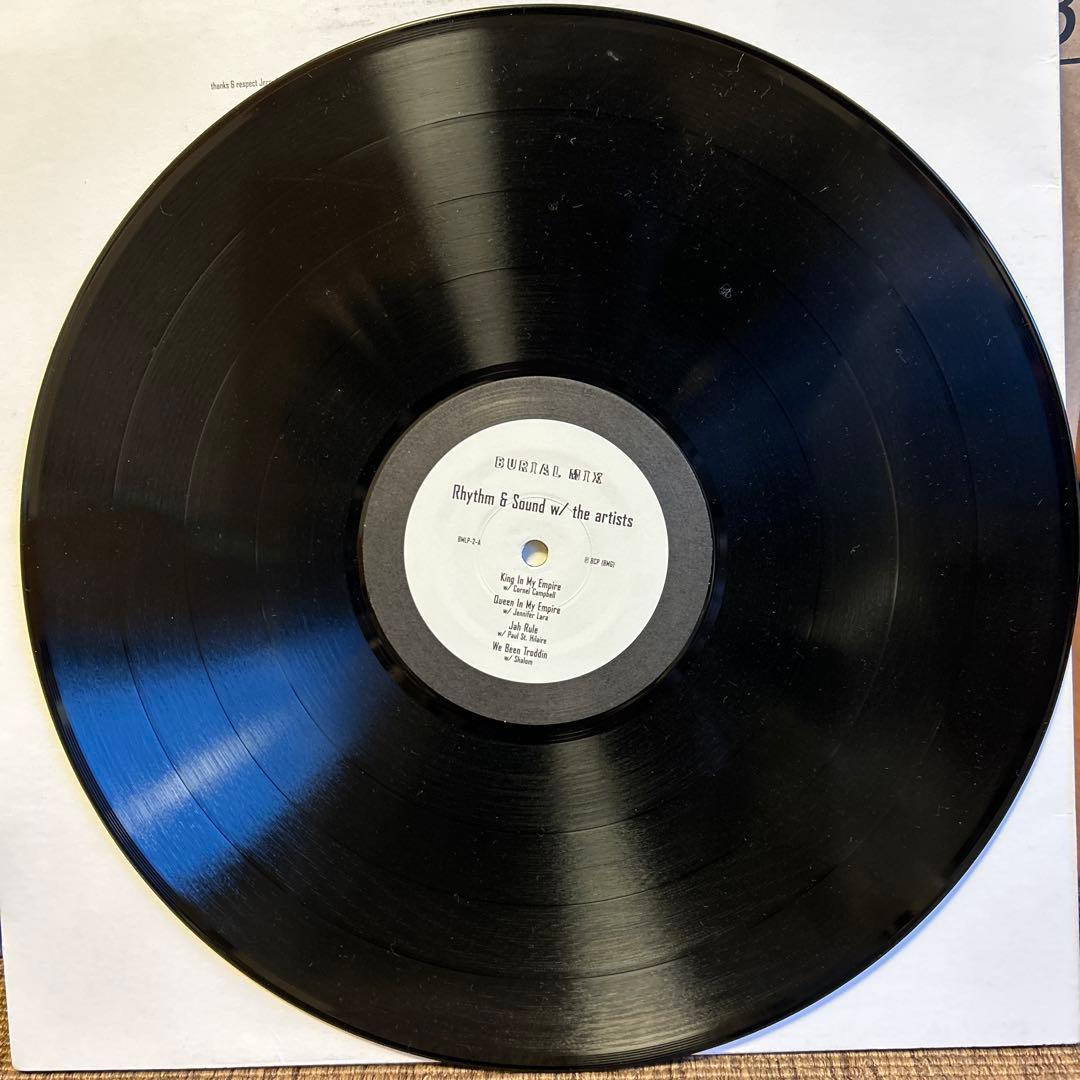 thanks & respect
BURIAL MIX
Rhythm & Sound w/ the artists
BMLP-2-A
℗ BCP (BMG)
King In My Empire
w/ Cornel Campbell
Queen In My Empire
w/ Jennifer Lara
Jah Rule
w/ Paul St. Hilaire
We Been Troddin
w/ Shalom